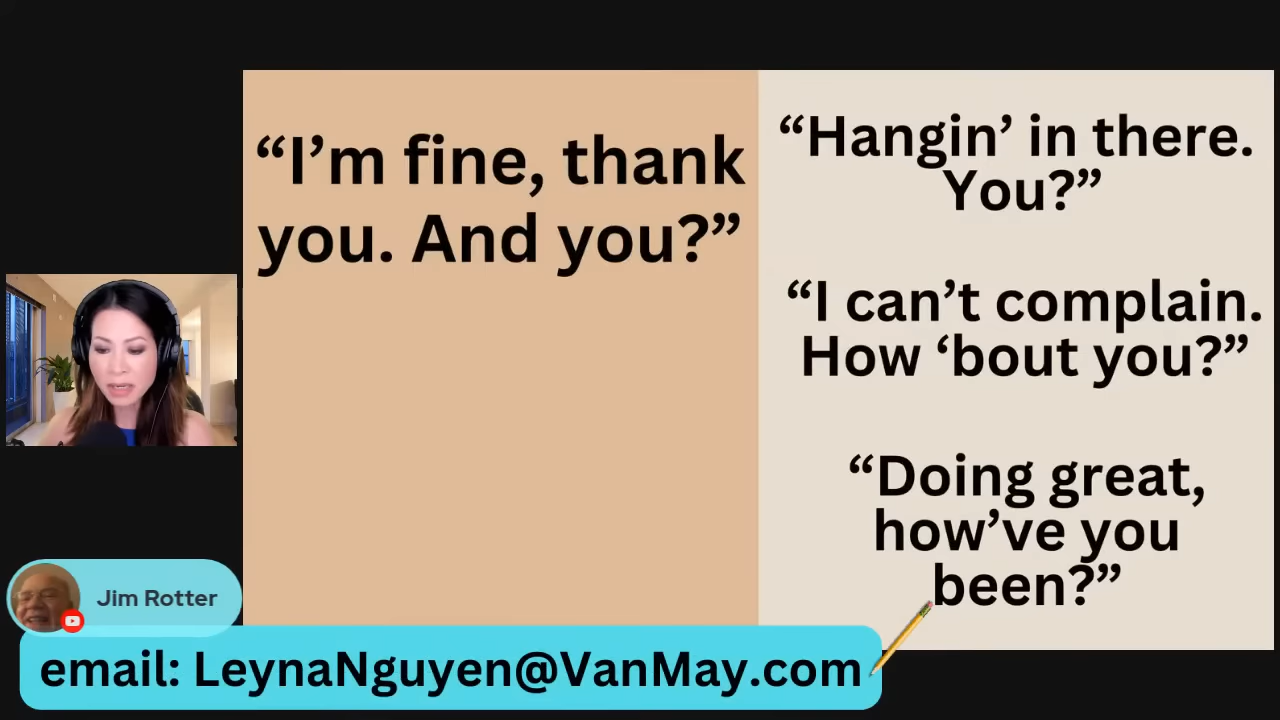 “I’m fine, thank
you. And you?”
“Hangin’ in there.
You?”
“I can’t complain.
How ‘bout you?”
“Doing great,
how’ve you
been?”
Jim Rotter
email: LeynaNguyen@VanMay.com